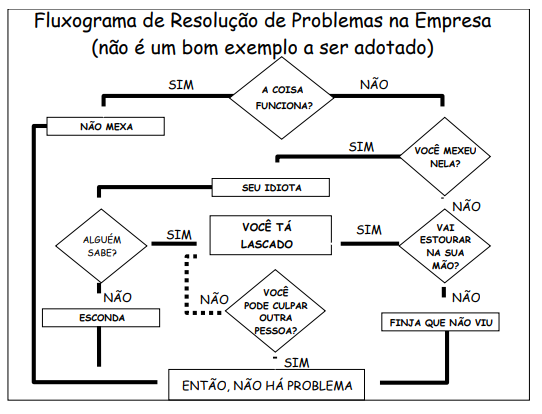 Fluxograma de Resolução de Problemas na Empresa
(não é um bom exemplo a ser adotado)
SIM
A COISA
FUNCIONA?
NÃO
NÃO MEXA
SIM
VOCÊ MEXEU
NELA?
SEU IDIOTA
NÃO
ALGUÉM
SABE?
SIM
VOCÊ TÁ
LASCADO
SIM
VAI
ESTOURAR
NA SUA
MÃO?
NÃO
ESCONDA
NÃO
VOCÊ
PODE CULPAR
OUTRA
PESSOA?
NÃO
FINJA QUE NÃO VIU
SIM
ENTÃO, NÃO HÁ PROBLEMA